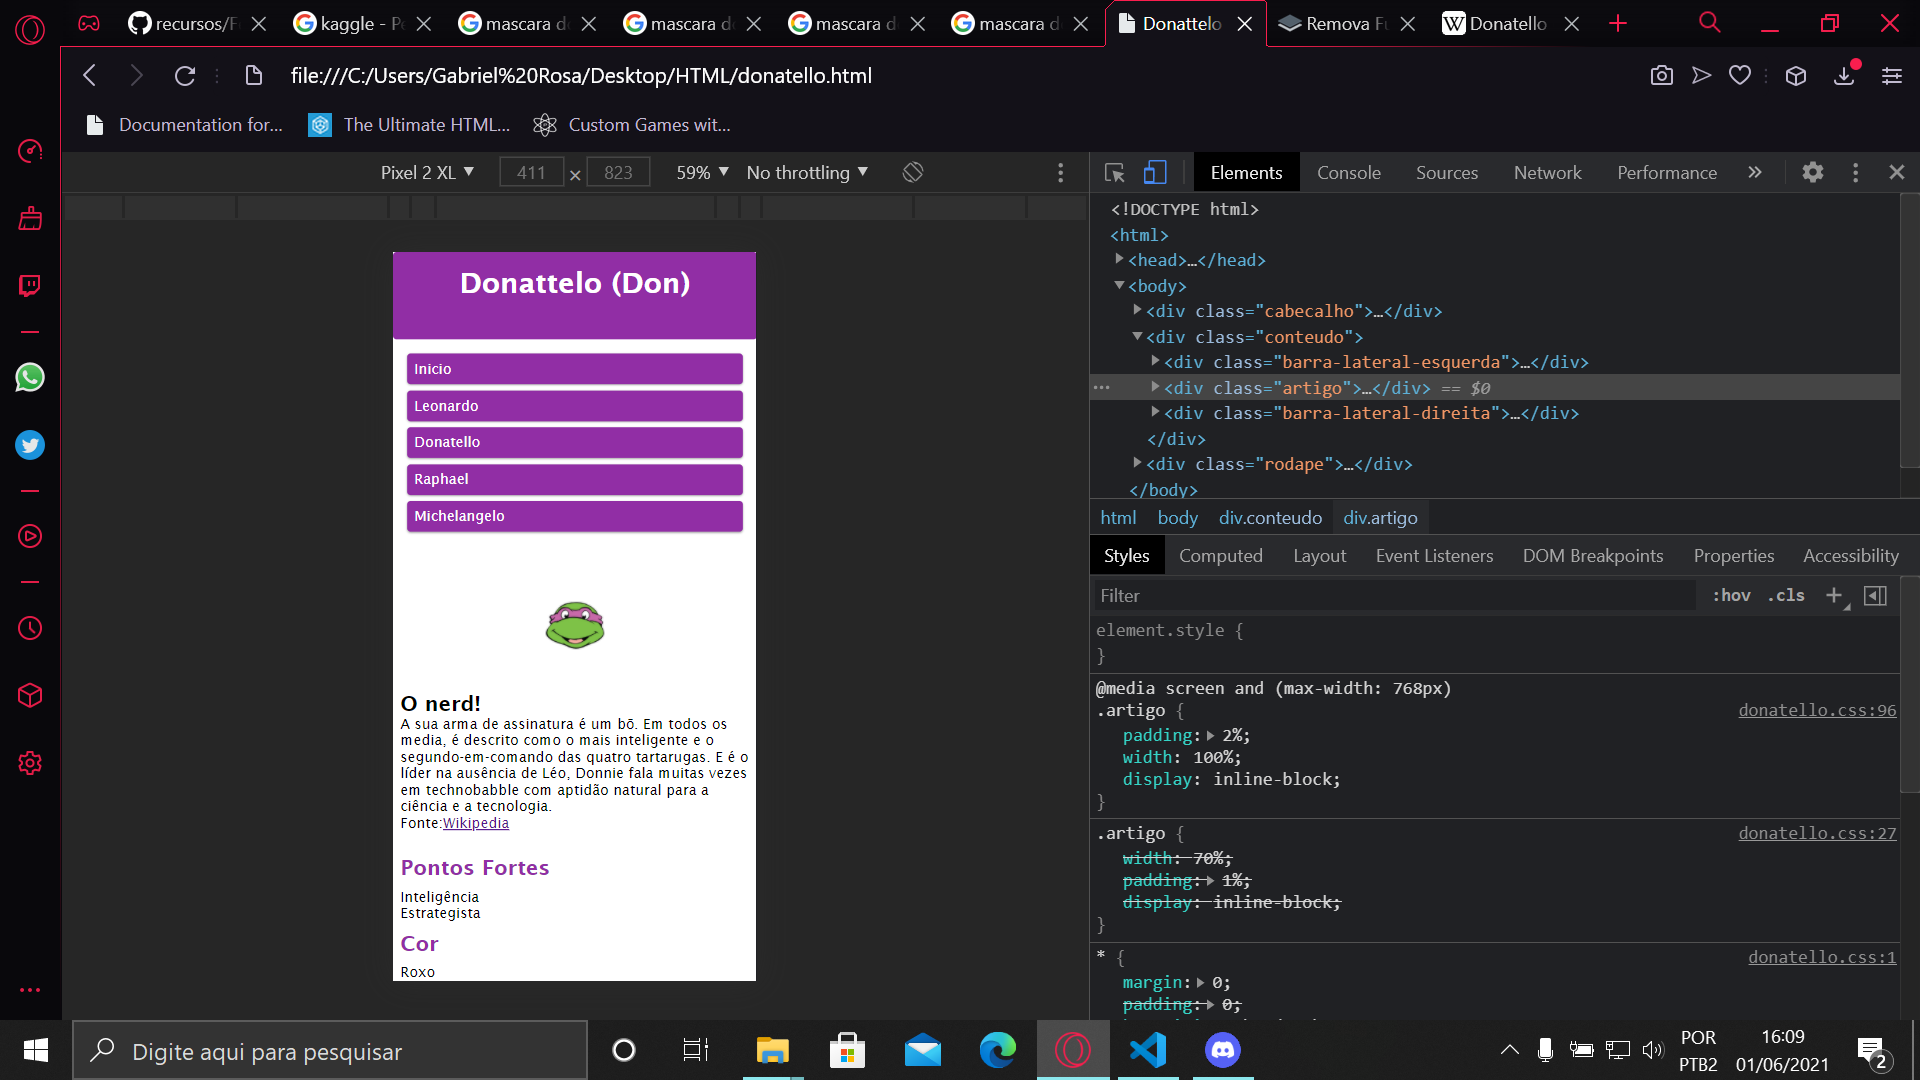 recursos/F
kaggle - P
mascara d
mascara d
mascara d
mascara d
Donattelo
Remova F
Donatello
file:///C:/Users/Gabriel%20Rosa/Desktop/HTML/donatello.html
Documentation for...
The Ultimate HTML...
Custom Games wit...
Pixel 2 XL ▼
411 × 823
59% ▼
No throttling ▼
Elements
Console
Sources
Network
Performance
»
<!DOCTYPE html>
<html>
<head>…</head>
<body>
<div class="cabecalho">…</div>
<div class="conteudo">
<div class="barra-lateral-esquerda">…</div>
<div class="artigo">…</div> == $0
<div class="barra-lateral-direita">…</div>
</div>
<div class="rodape">…</div>
</body>
html body div.conteudo div.artigo
Styles
Computed
Layout
Event Listeners
DOM Breakpoints
Properties
Accessibility
Filter
:hov .cls
element.style {
}
@media screen and (max-width: 768px)
.artigo {
donatello.css:96
padding: 2%;
width: 100%;
display: inline-block;
}
.artigo {
donatello.css:27
width: 70%;
padding: 1%;
display: inline-block;
}
* {
donatello.css:1
margin: 0;
padding: 0;
Donattelo (Don)
Inicio
Leonardo
Donatello
Raphael
Michelangelo
O nerd!
A sua arma de assinatura é um bō. Em todos os
media, é descrito como o mais inteligente e o
segundo-em-comando das quatro tartarugas. E é o
líder na ausência de Léo, Donnie fala muitas vezes
em technobabble com aptidão natural para a
ciência e a tecnologia.
Fonte:Wikipedia
Pontos Fortes
Inteligência
Estrategista
Cor
Roxo
Digite aqui para pesquisar
POR
PTB2
16:09
01/06/2021
2